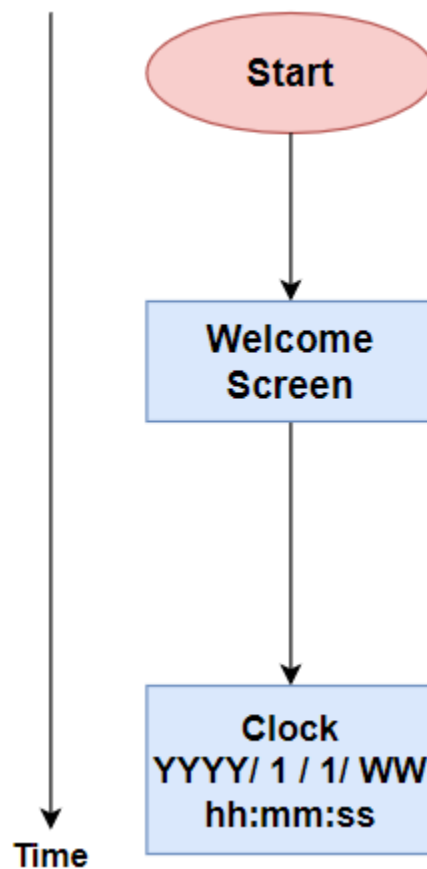 Start
Welcome
Screen
Clock
YYYY/ 1 / 1/ WW
hh:mm:ss
Time